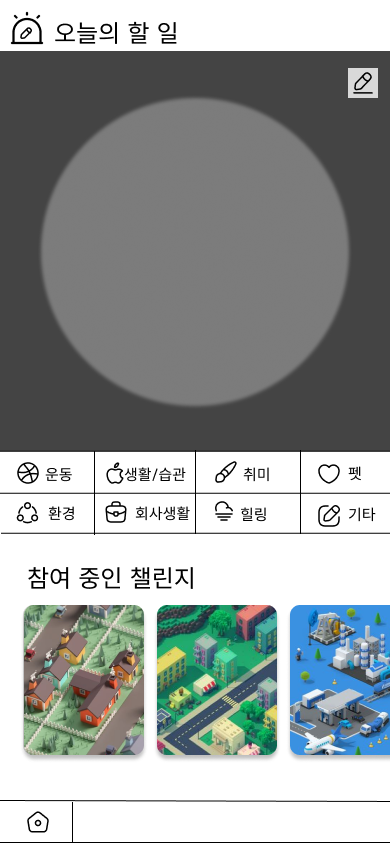 오늘의 할 일
운동 생활/습관 취미 펫
환경 회사생활 힐링 기타
참여 중인 챌린지